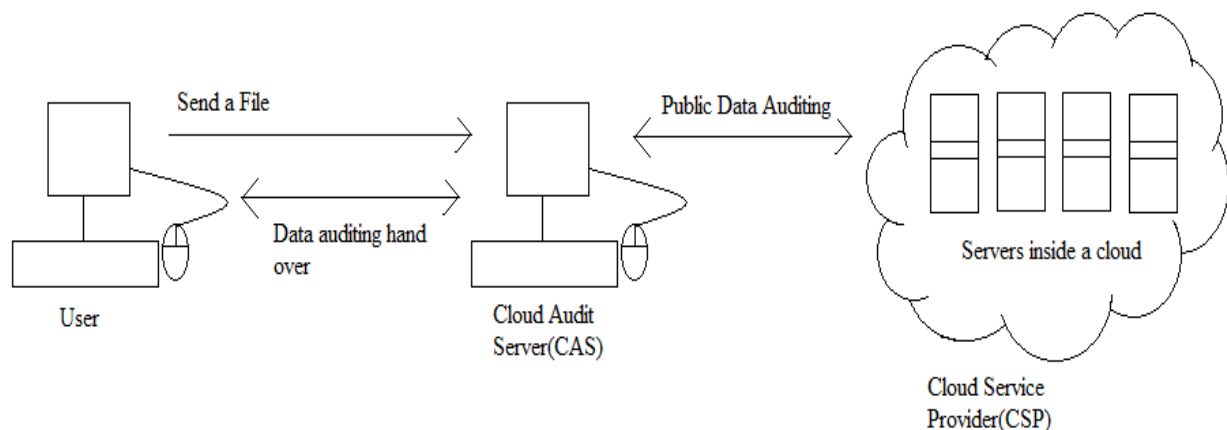 Send a File
Public Data Auditing
Data auditing hand
over
Servers inside a cloud
User
Cloud Audit
Server(CAS)
Cloud Service
Provider(CSP)